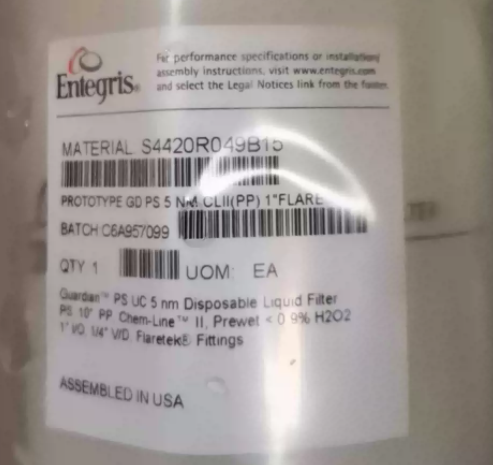 Entegris®
For performance specifications or installation/
assembly instructions, visit www.entegris.com
and select the Legal Notices link from the footer.
MATERIAL S4420R049B15
PROTOTYPE GD PS 5 NM CLII(PP) 1"FLARE
BATCH C6A957099
QTY 1 UOM: EA
Guardian™ PS UC 5 nm Disposable Liquid Filter
PS 10" PP Chem-Line™ II, Prewet < 0.9% H2O2
1" I/O, 1/4" V/D, Flaretek® Fittings
ASSEMBLED IN USA